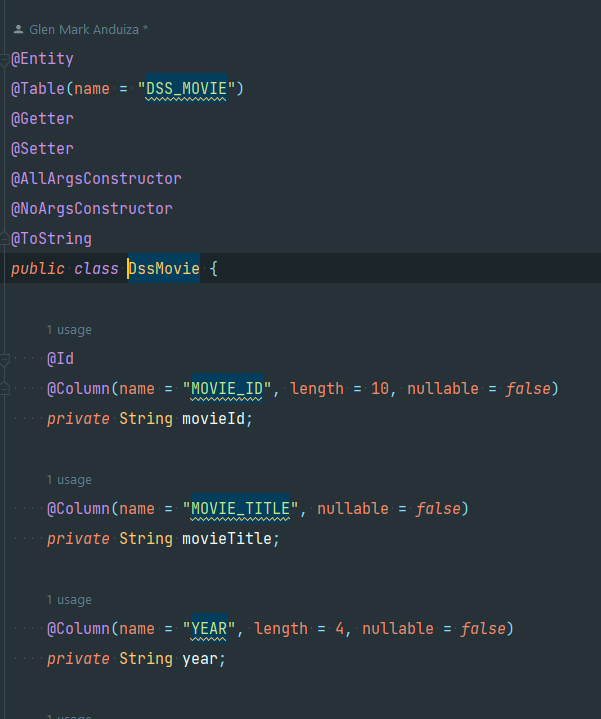 Glen Mark Anduiza *
@Entity
@Table(name = "DSS_MOVIE")
@Getter
@Setter
@AllArgsConstructor
@NoArgsConstructor
@ToString
public class DssMovie {
1 usage
@Id
@Column(name = "MOVIE_ID", length = 10, nullable = false)
private String movieId;
1 usage
@Column(name = "MOVIE_TITLE", nullable = false)
private String movieTitle;
1 usage
@Column(name = "YEAR", length = 4, nullable = false)
private String year;
1 usage